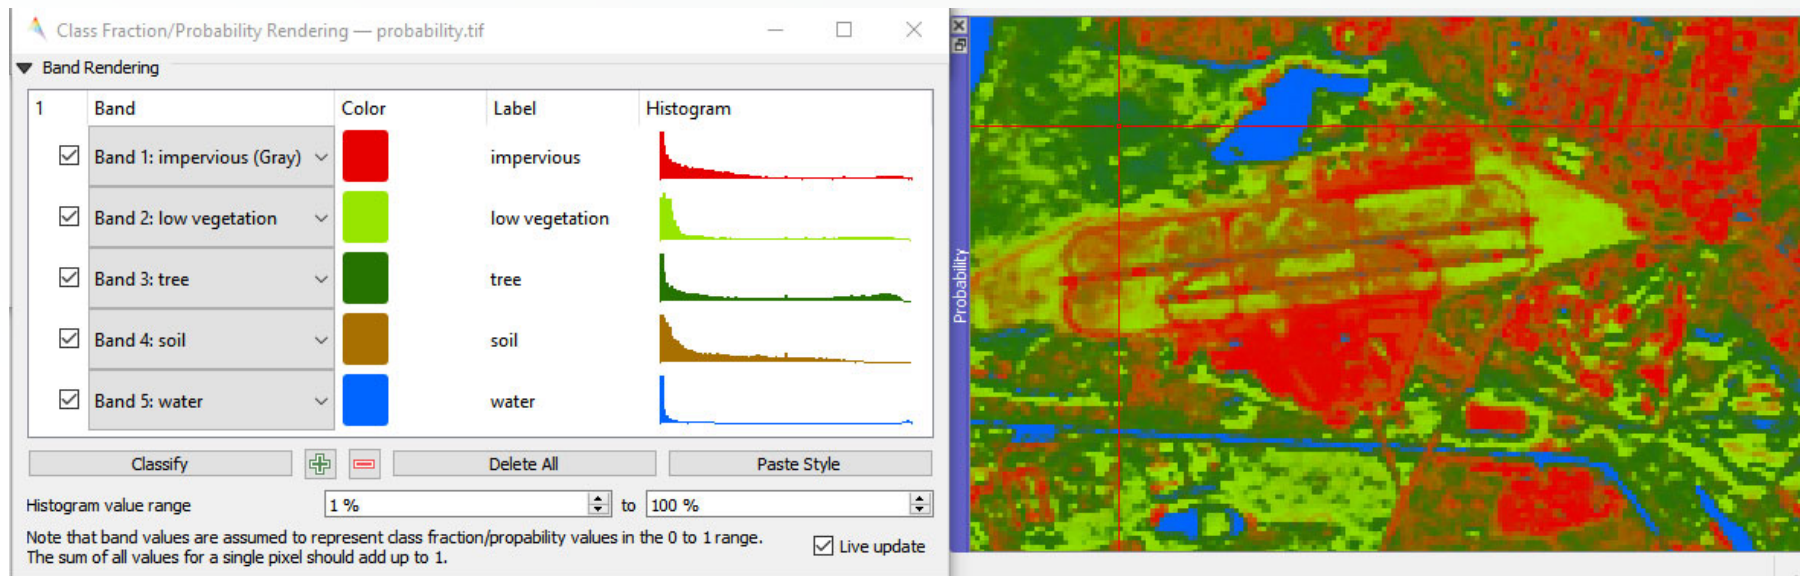 Class Fraction/Probability Rendering — probability.tif
Band Rendering
1 Band Color Label Histogram
Band 1: impervious (Gray) impervious
Band 2: low vegetation low vegetation
Band 3: tree tree
Band 4: soil soil
Band 5: water water
Classify Delete All Paste Style
Histogram value range 1 % to 100 %
Note that band values are assumed to represent class fraction/propability values in the 0 to 1 range.
The sum of all values for a single pixel should add up to 1.
Live update
Probability